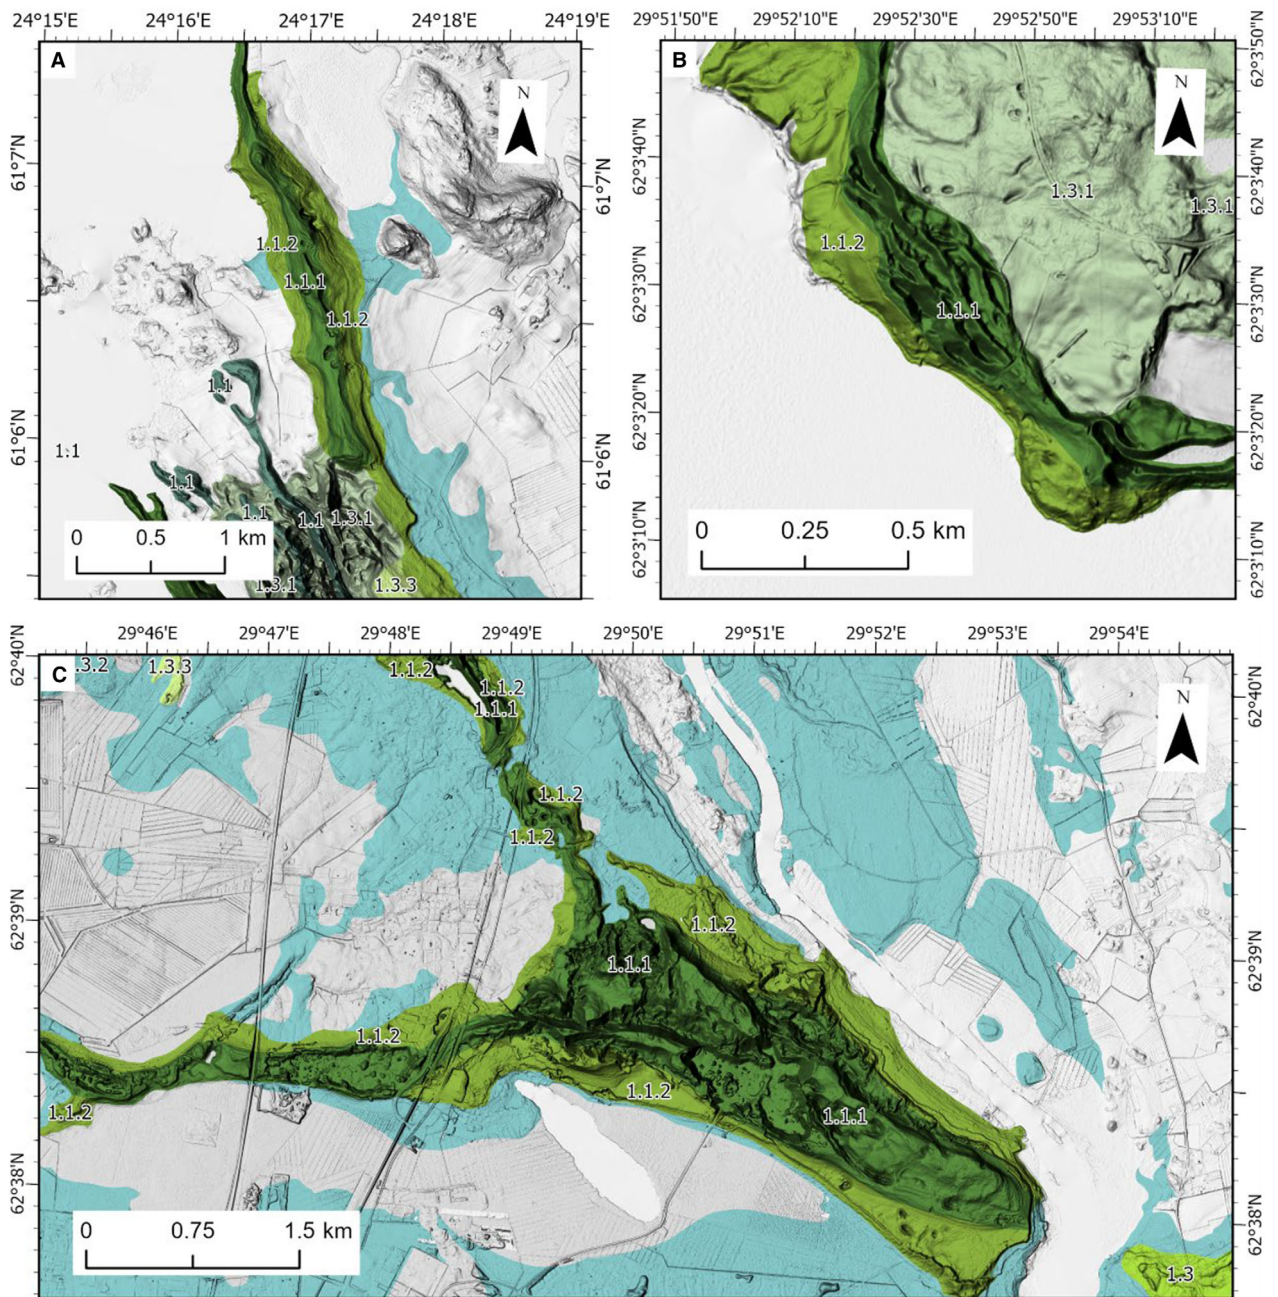 24°15'E 24°16'E 24°17'E 24°18'E 24°19'E
A
N
61°7'N
61°7'N
1.1.2
1.1.1
1.1.2
1.1
61°6'N
61°6'N
1:1
1.1
1.1
1.1
1.3.1
0 0.5 1 km
1.3.1
1.3.3
29°51'50"E 29°52'10"E 29°52'30"E 29°52'50"E 29°53'10"E
B
N
62°3'50"N
62°3'40"N
62°3'40"N
1.3.1
1.3.1
1.1.2
62°3'30"N
62°3'30"N
1.1.1
62°3'20"N
62°3'20"N
62°3'10"N
62°3'10"N
0 0.25 0.5 km
29°46'E 29°47'E 29°48'E 29°49'E 29°50'E 29°51'E 29°52'E 29°53'E 29°54'E
C
N
62°40'N
62°40'N
.3.2
1.3.3
1.1.2
1.1.2
1.1.1
1.1.2
1.1.2
62°39'N
62°39'N
1.1.2
1.1.1
1.1.2
1.1.2
1.1.2
1.1.1
62°38'N
62°38'N
0 0.75 1.5 km
1.3